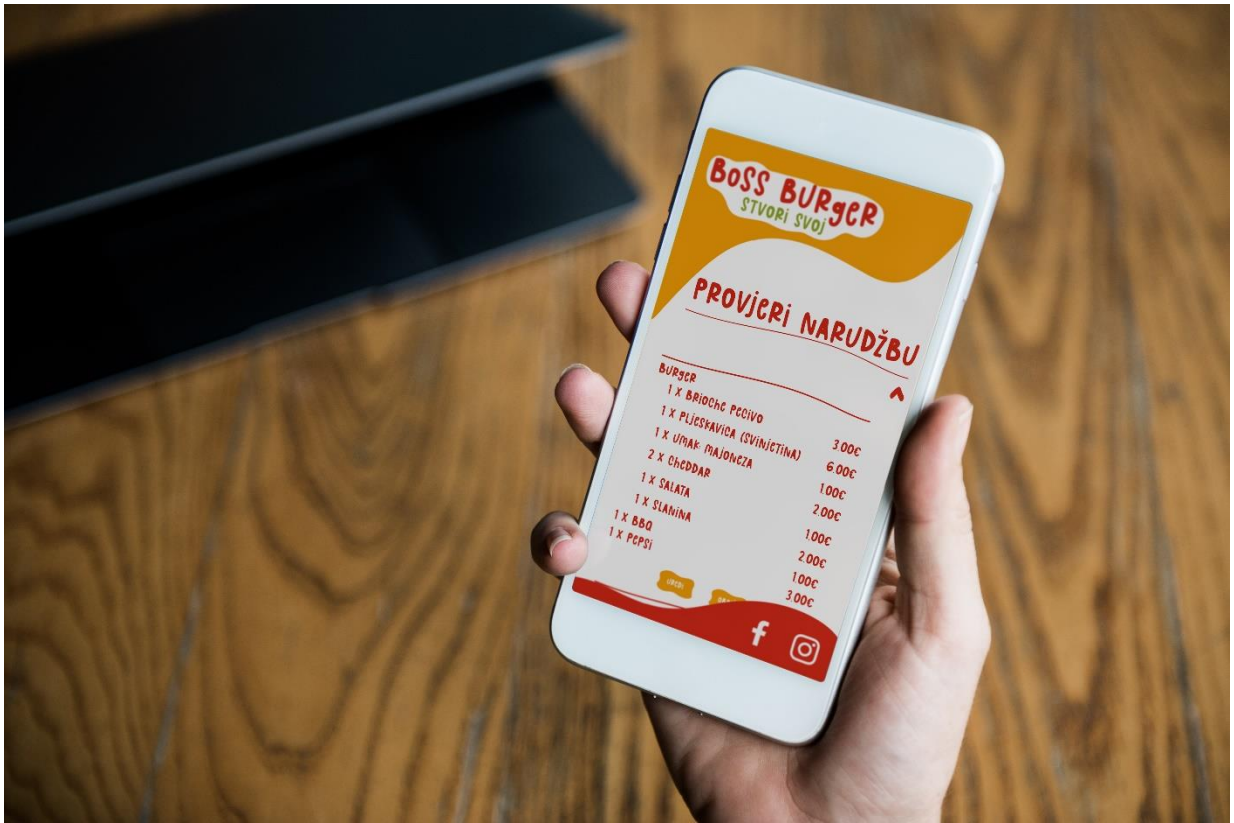 BOSS BURGER
STVORI SVOJ
PROVJERI NARUDŽBU
BURGER
1 X BRIOCHE PECIVO 3.00€
1 X PLJESKAVICA (SVINJETINA) 6.00€
1 X UMAK MAJONEZA 1.00€
2 X CHEDDAR 2.00€
1 X SALATA 1.00€
1 X SLANINA 2.00€
1 X BBQ 1.00€
1 X PEPSI 3.00€